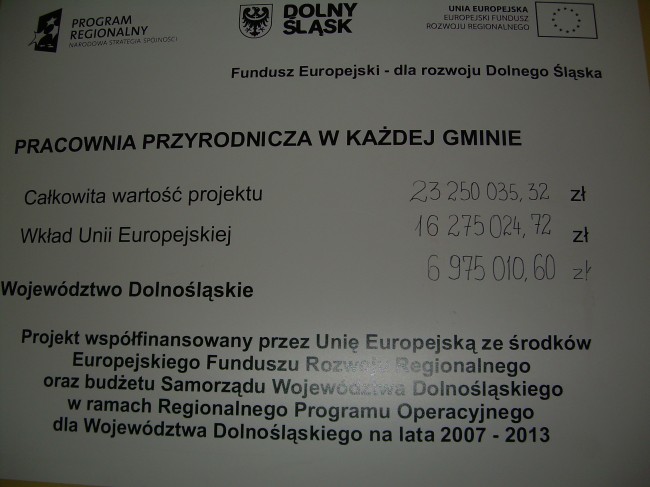 PROGRAM
REGIONALNY
NARODOWA STRATEGIA SPÓJNOŚCI
DOLNY
ŚLĄSK
UNIA EUROPEJSKA
EUROPEJSKI FUNDUSZ
ROZWOJU REGIONALNEGO
Fundusz Europejski - dla rozwoju Dolnego Śląska
PRACOWNIA PRZYRODNICZA W KAŻDEJ GMINIE
Całkowita wartość projektu 23 250 035,32 zł
Wkład Unii Europejskiej 16 275 024,72 zł
6 975 010,60 zł
Województwo Dolnośląskie
Projekt współfinansowany przez Unię Europejską ze środków
Europejskiego Funduszu Rozwoju Regionalnego
oraz budżetu Samorządu Województwa Dolnośląskiego
w ramach Regionalnego Programu Operacyjnego
dla Województwa Dolnośląskiego na lata 2007 - 2013